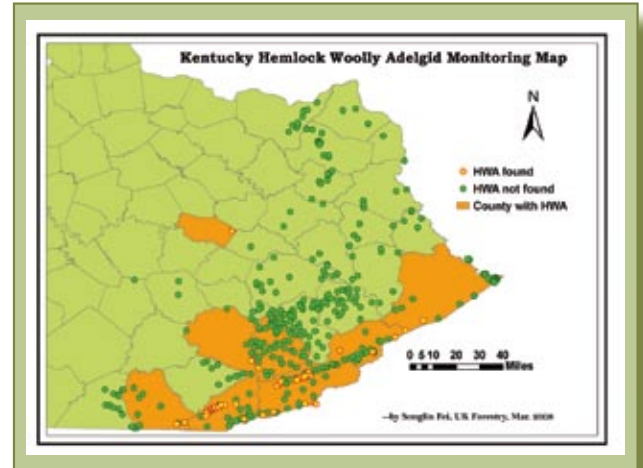 Kentucky Hemlock Woolly Adelgid Monitoring Map
N
HWA found
HWA not found
County with HWA
0 5 10 20 30 40
Miles
—by Songlin Fei, UK Forestry, Mar. 2008